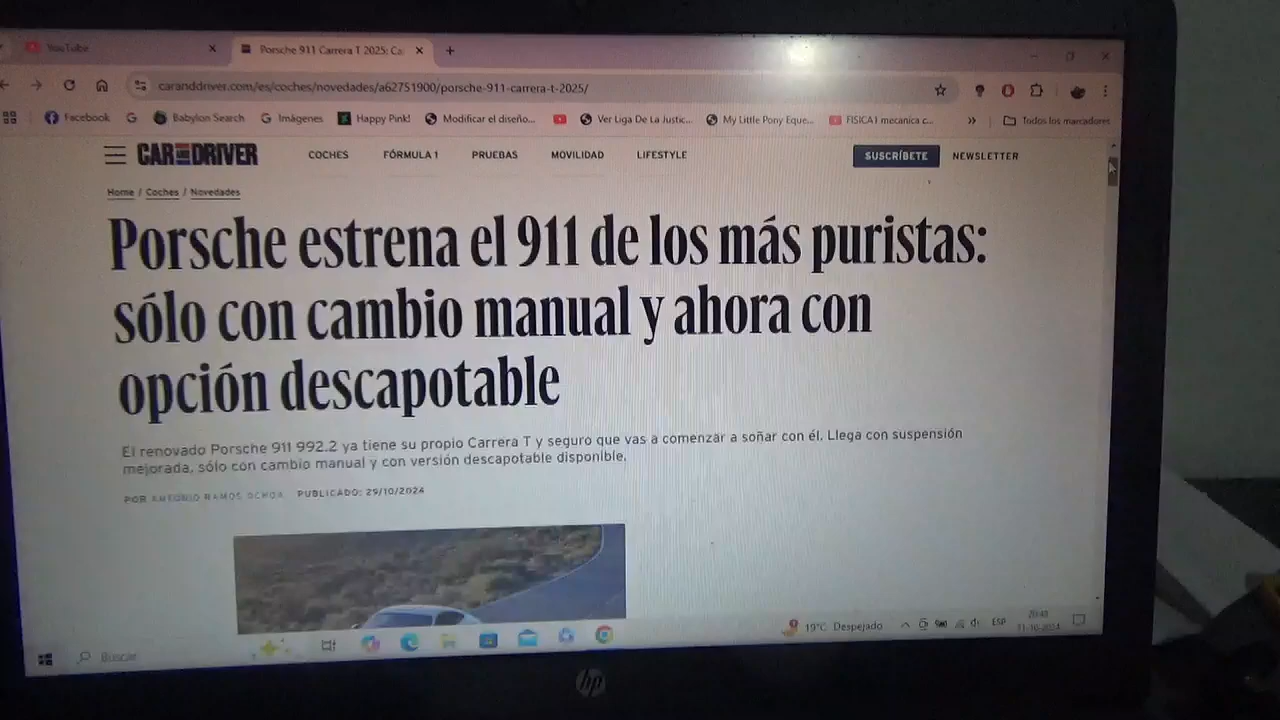 YouTube
Porsche 911 Carrera T 2025: Ca
caranddriver.com/es/coches/novedades/a62751900/porsche-911-carrera-t-2025/
Facebook
Babylon Search
Imágenes
Happy Pink!
Modificar el diseño...
Ver Liga De La Justic...
My Little Pony Eque...
FISICA I mecanica c...
»
Todos los marcadores
CAR AND DRIVER
COCHES
FÓRMULA 1
PRUEBAS
MOVILIDAD
LIFESTYLE
SUSCRÍBETE
NEWSLETTER
Home / Coches / Novedades
Porsche estrena el 911 de los más puristas:
sólo con cambio manual y ahora con
opción descapotable
El renovado Porsche 911 992.2 ya tiene su propio Carrera T y seguro que vas a comenzar a soñar con él. Llega con suspensión
mejorada, sólo con cambio manual y con versión descapotable disponible.
POR ANTONIO RAMOS OCHOA PUBLICADO: 29/10/2024
Buscar
19°C Despejado
ESP
31-10-2024
hp